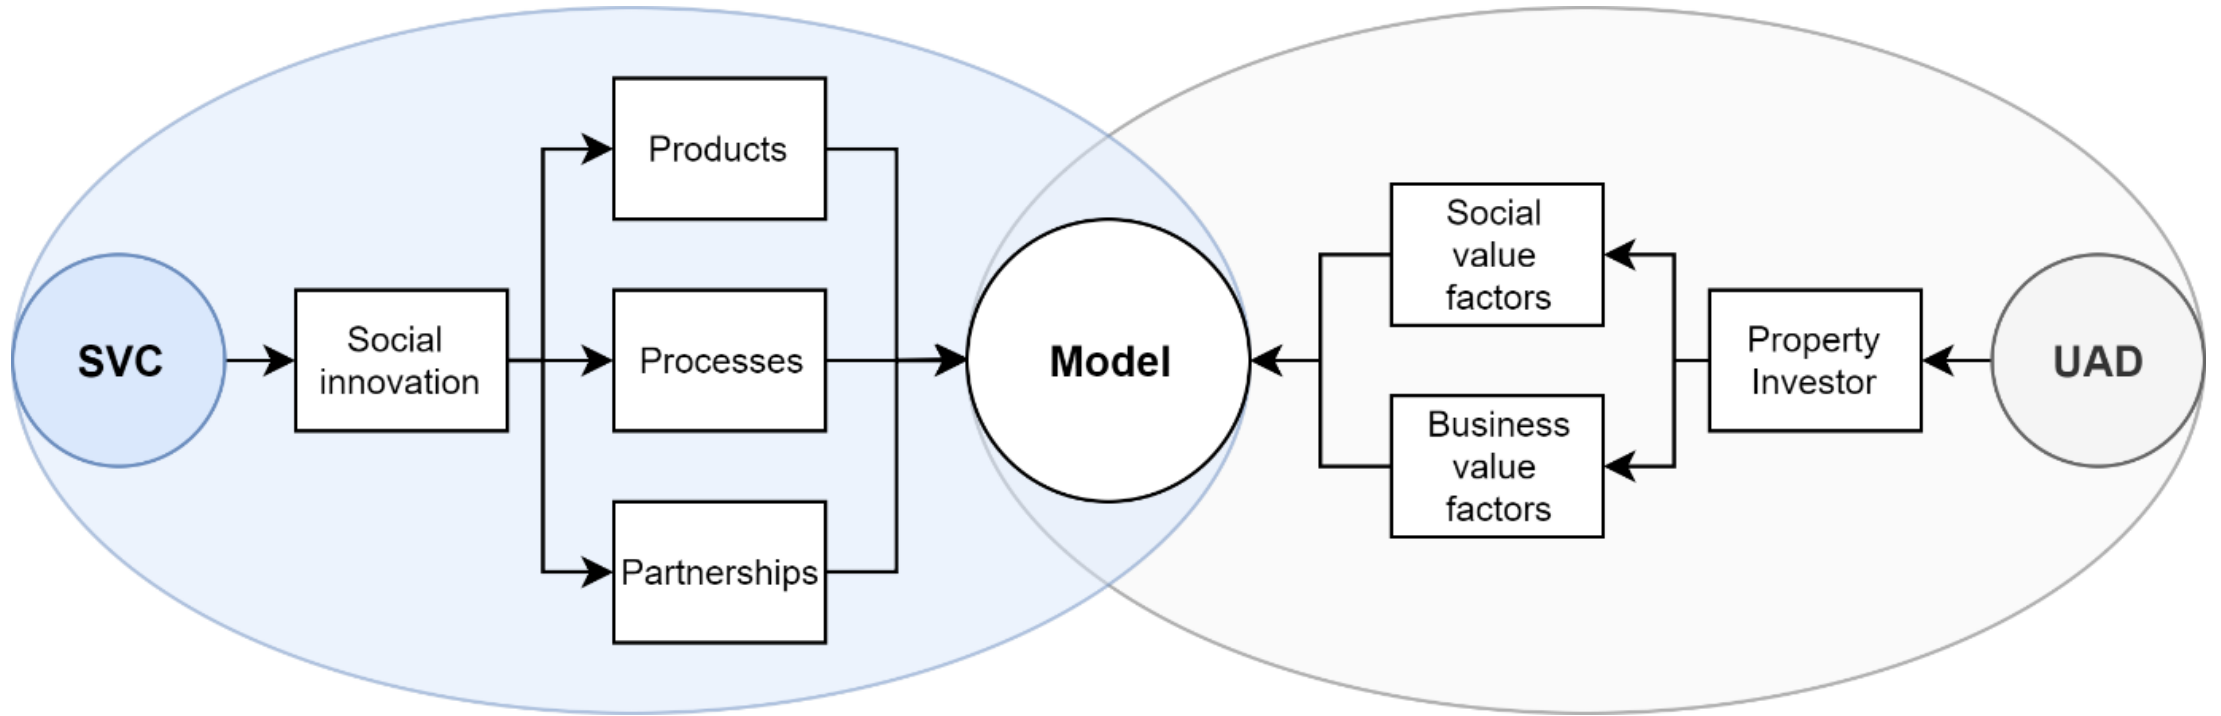 SVC
Social
innovation
Products
Processes
Partnerships
Model
Social
value
factors
Business
value
factors
Property
Investor
UAD